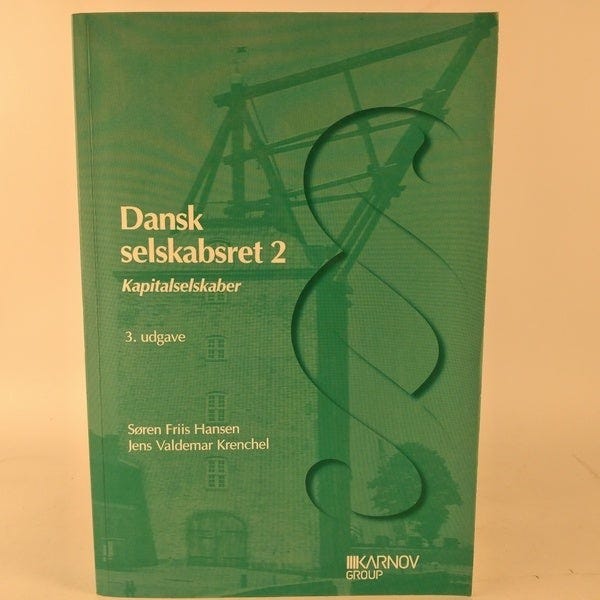 Dansk
selskabsret 2
Kapitalselskaber
3. udgave
Søren Friis Hansen
Jens Valdemar Krenchel
KARNOV
GROUP